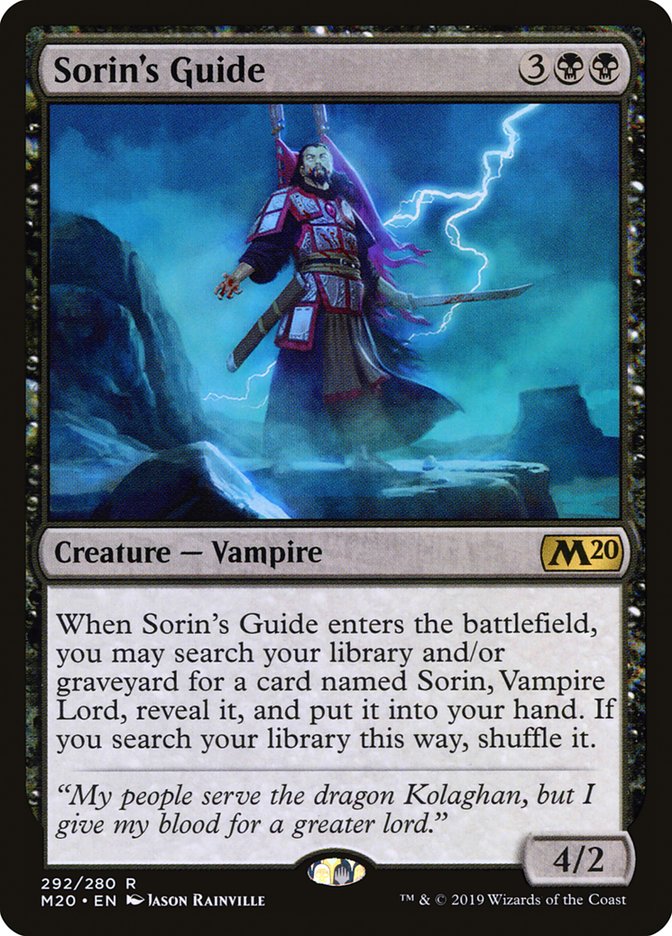 Sorin's Guide 3
Creature — Vampire M20
When Sorin's Guide enters the battlefield,
you may search your library and/or
graveyard for a card named Sorin, Vampire
Lord, reveal it, and put it into your hand. If
you search your library this way, shuffle it.
“My people serve the dragon Kolaghan, but I
give my blood for a greater lord.”
4/2
292/280 R
M20 • EN Jason Rainville ™ & © 2019 Wizards of the Coast